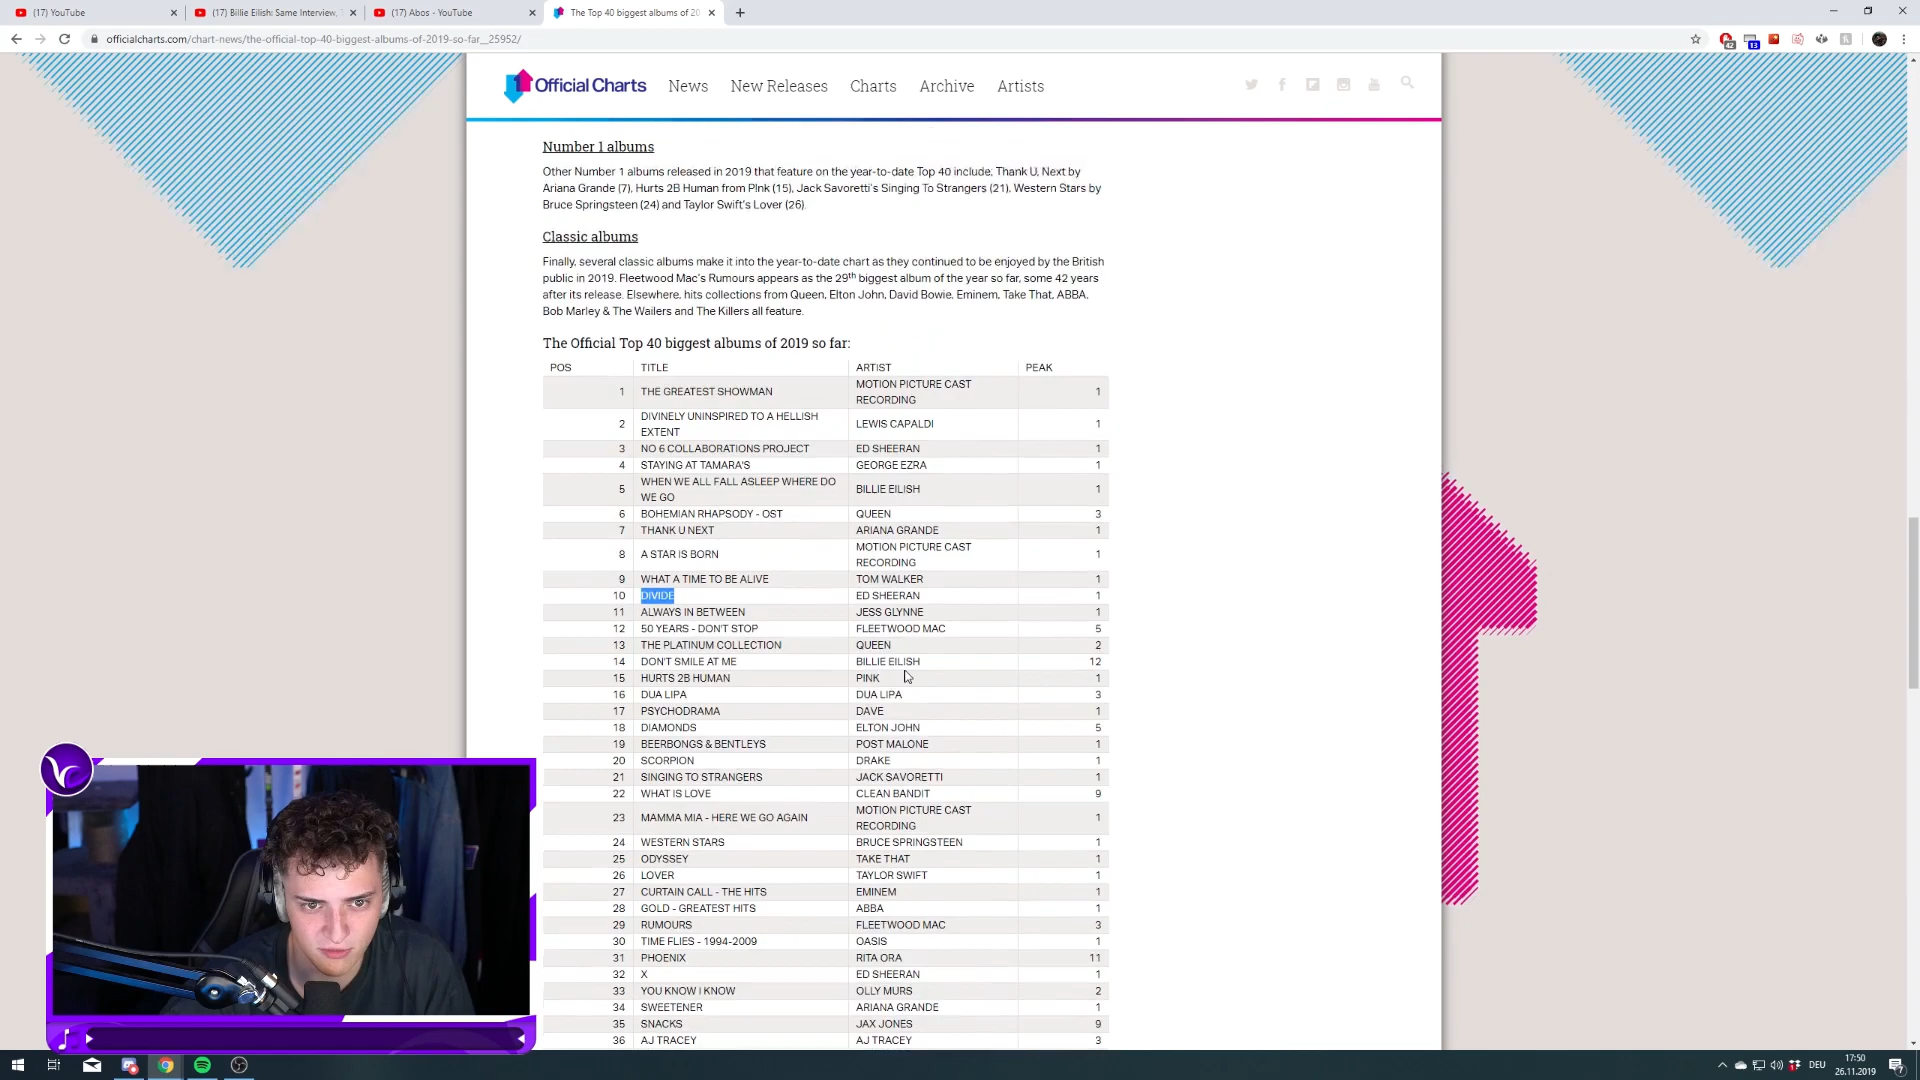 (17) YouTube
(17) Billie Eilish: Same Interview,
(17) Abos - YouTube
The Top 40 biggest albums of 20
officialcharts.com/chart-news/the-official-top-40-biggest-albums-of-2019-so-far__25952/
42
13
Official Charts
News New Releases Charts Archive Artists
Number 1 albums
Other Number 1 albums released in 2019 that feature on the year-to-date Top 40 include, Thank U, Next by
Ariana Grande (7), Hurts 2B Human from P!nk (15), Jack Savoretti's Singing To Strangers (21), Western Stars by
Bruce Springsteen (24) and Taylor Swift's Lover (26).
Classic albums
Finally, several classic albums make it into the year-to-date chart as they continued to be enjoyed by the British
public in 2019. Fleetwood Mac's Rumours appears as the 29th biggest album of the year so far, some 42 years
after its release. Elsewhere, hits collections from Queen, Elton John, David Bowie, Eminem, Take That, ABBA,
Bob Marley & The Wailers and The Killers all feature.
The Official Top 40 biggest albums of 2019 so far:
POS TITLE ARTIST PEAK
1 THE GREATEST SHOWMAN MOTION PICTURE CAST RECORDING 1
2 DIVINELY UNINSPIRED TO A HELLISH EXTENT LEWIS CAPALDI 1
3 NO 6 COLLABORATIONS PROJECT ED SHEERAN 1
4 STAYING AT TAMARA'S GEORGE EZRA 1
5 WHEN WE ALL FALL ASLEEP WHERE DO WE GO BILLIE EILISH 1
6 BOHEMIAN RHAPSODY - OST QUEEN 3
7 THANK U NEXT ARIANA GRANDE 1
8 A STAR IS BORN MOTION PICTURE CAST RECORDING 1
9 WHAT A TIME TO BE ALIVE TOM WALKER 1
10 DIVIDE ED SHEERAN 1
11 ALWAYS IN BETWEEN JESS GLYNNE 1
12 50 YEARS - DON'T STOP FLEETWOOD MAC 5
13 THE PLATINUM COLLECTION QUEEN 2
14 DON'T SMILE AT ME BILLIE EILISH 12
15 HURTS 2B HUMAN PINK 1
16 DUA LIPA DUA LIPA 3
17 PSYCHODRAMA DAVE 1
18 DIAMONDS ELTON JOHN 5
19 BEERBONGS & BENTLEYS POST MALONE 1
20 SCORPION DRAKE 1
21 SINGING TO STRANGERS JACK SAVORETTI 1
22 WHAT IS LOVE CLEAN BANDIT 9
23 MAMMA MIA - HERE WE GO AGAIN MOTION PICTURE CAST RECORDING 1
24 WESTERN STARS BRUCE SPRINGSTEEN 1
25 ODYSSEY TAKE THAT 1
26 LOVER TAYLOR SWIFT 1
27 CURTAIN CALL - THE HITS EMINEM 1
28 GOLD - GREATEST HITS ABBA 1
29 RUMOURS FLEETWOOD MAC 3
30 TIME FLIES - 1994-2009 OASIS 1
31 PHOENIX RITA ORA 11
32 X ED SHEERAN 1
33 YOU KNOW I KNOW OLLY MURS 2
34 SWEETENER ARIANA GRANDE 1
35 SNACKS JAX JONES 9
36 AJ TRACEY AJ TRACEY 3
DEU
17:50
26.11.2019